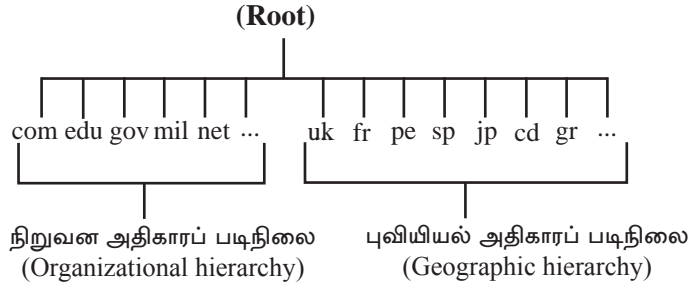 (Root)
com edu gov mil net ... uk fr pe sp jp cd gr ...
நிறுவன அதிகாரப் படிநிலை புவியியல் அதிகாரப் படிநிலை
(Organizational hierarchy) (Geographic hierarchy)